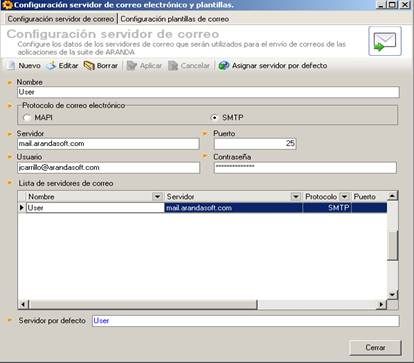 Configuración servidor de correo electrónico y plantillas.
Configuración servidor de correo Configuración plantillas de correo
Configuración servidor de correo
Configure los datos de los servidores de correo que serán utilizados para el envío de correos de las
aplicaciones de la suite de ARANDA
Nuevo Editar Borrar Aplicar Cancelar Asignar servidor por defecto
Nombre
User
Protocolo de correo electrónico
MAPI SMTP
Servidor Puerto
mail.arandasoft.com 25
Usuario Contraseña
jcarrillo@arandasoft.com **************
Lista de servidores de correo
Nombre Servidor Protocolo Puerto
User mail.arandasoft.com SMTP
Servidor por defecto User
Cerrar